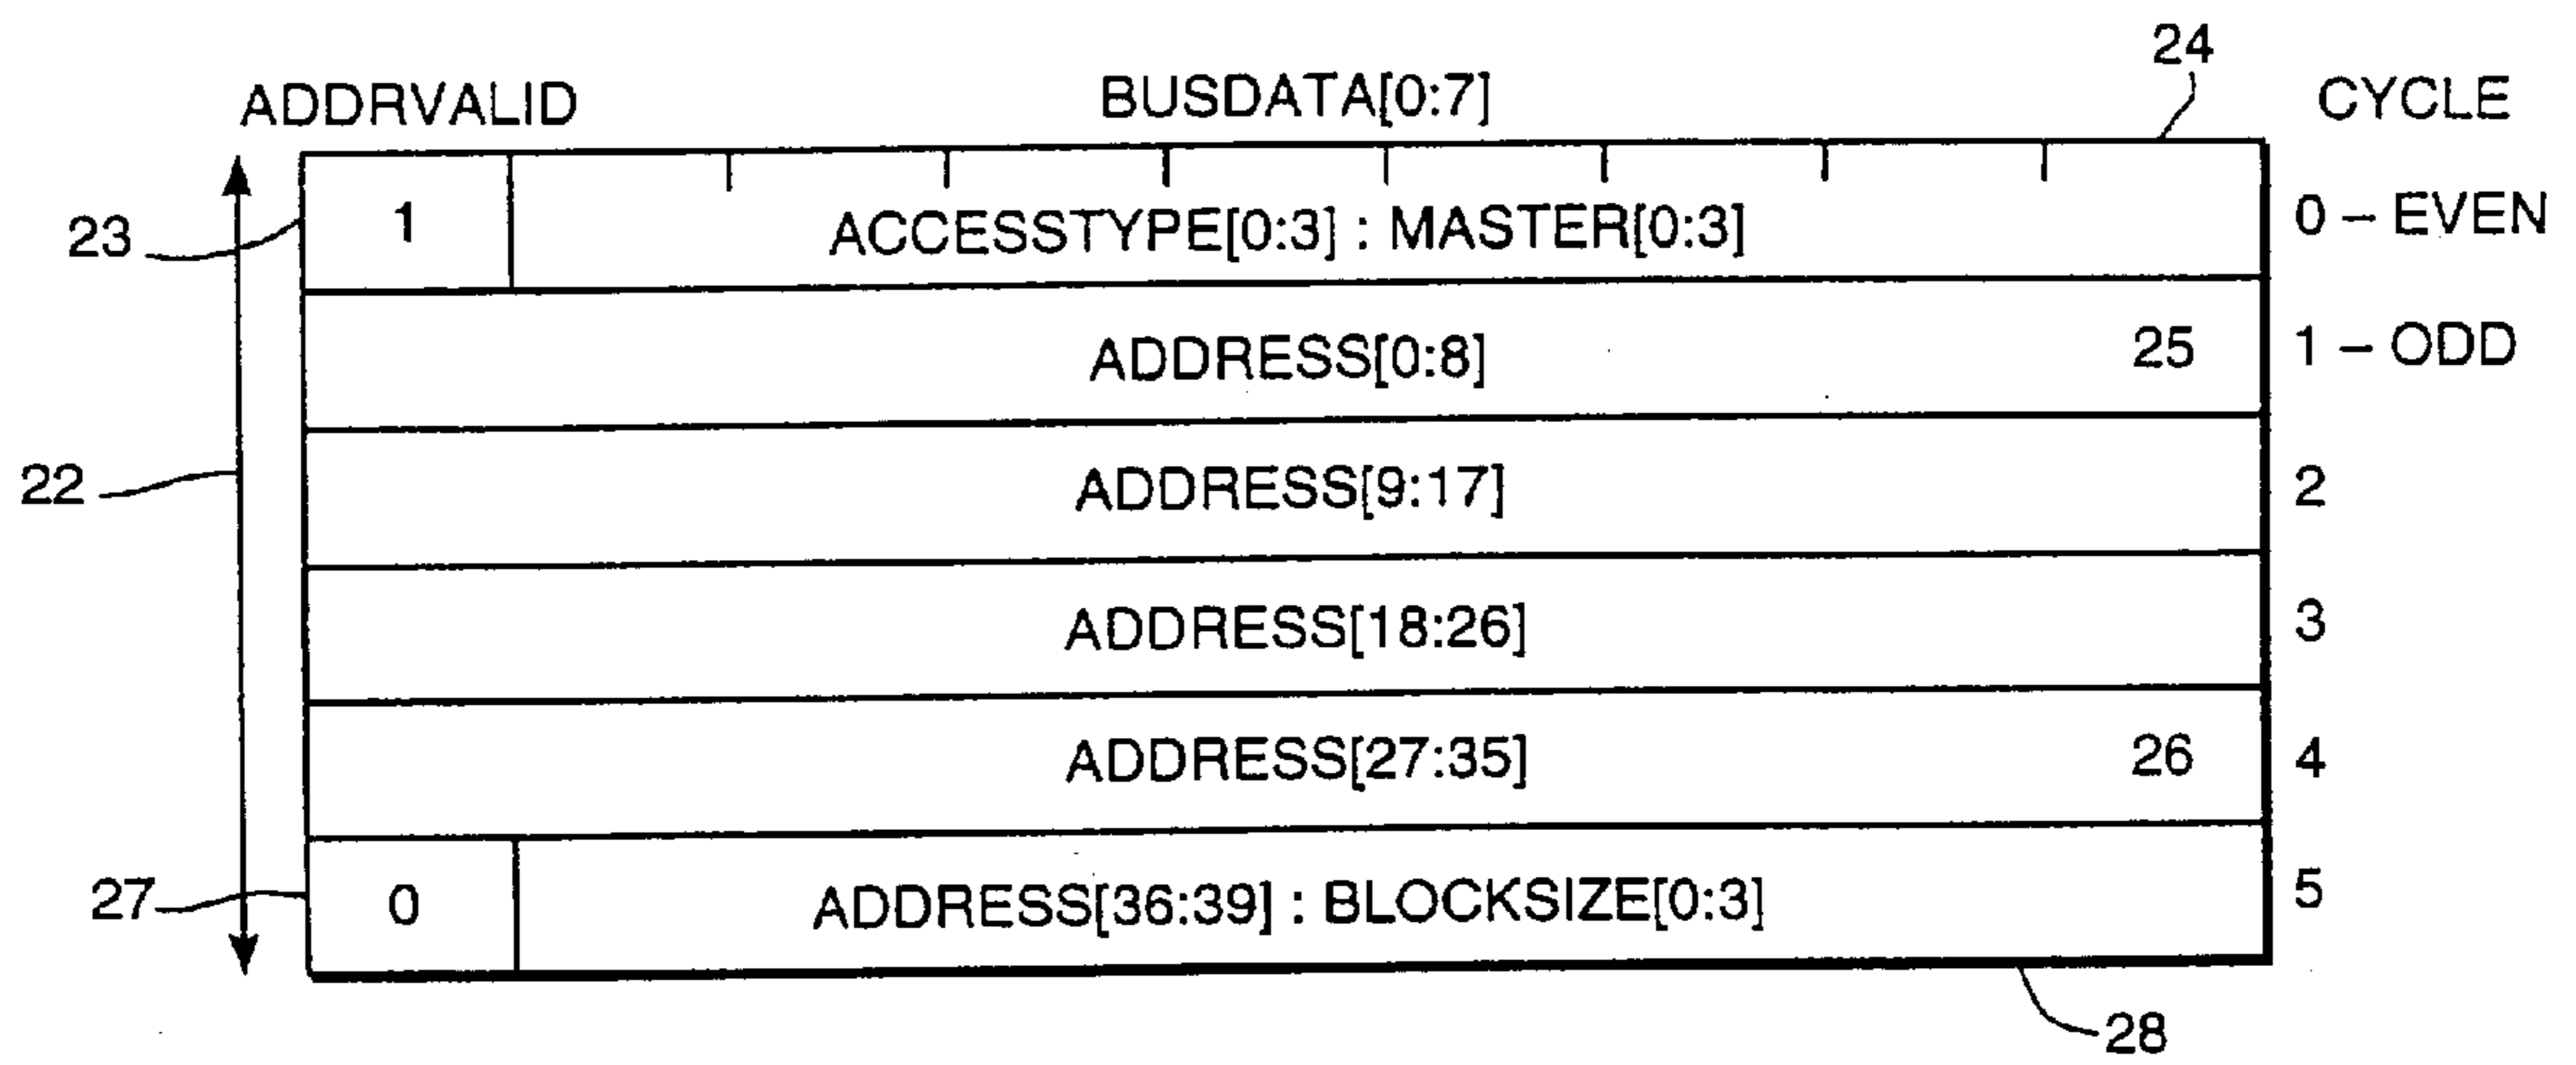 24
ADDRVALID BUSDATA[0:7] CYCLE
23 1 ACCESSTYPE[0:3] : MASTER[0:3] 0 – EVEN
ADDRESS[0:8] 25 1 – ODD
22 ADDRESS[9:17] 2
ADDRESS[18:26] 3
ADDRESS[27:35] 26 4
27 0 ADDRESS[36:39] : BLOCKSIZE[0:3] 5
28